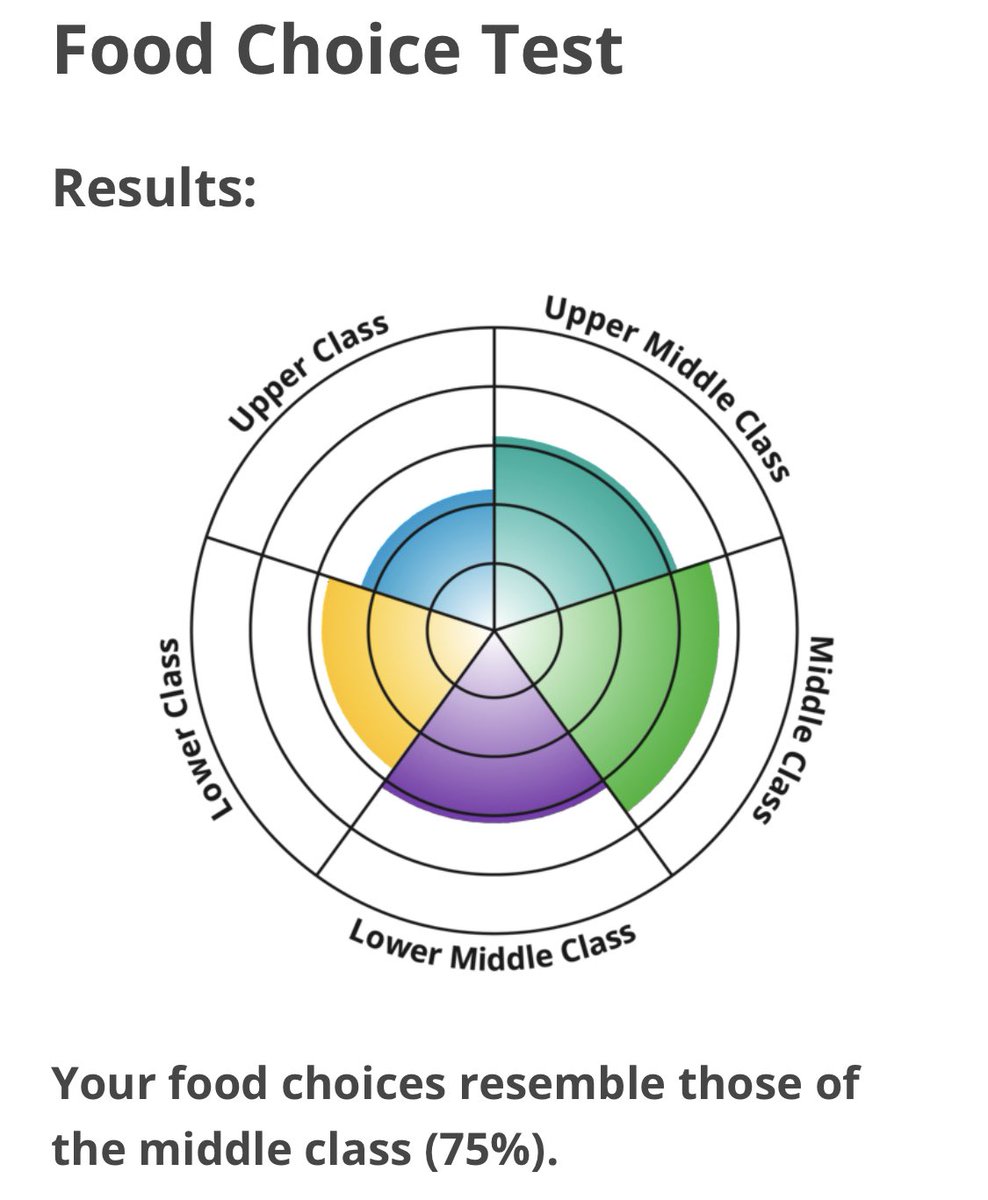 Food Choice Test
Results:
Upper Class
Upper Middle Class
Lower Class
Middle Class
Lower Middle Class
Your food choices resemble those of
the middle class (75%).